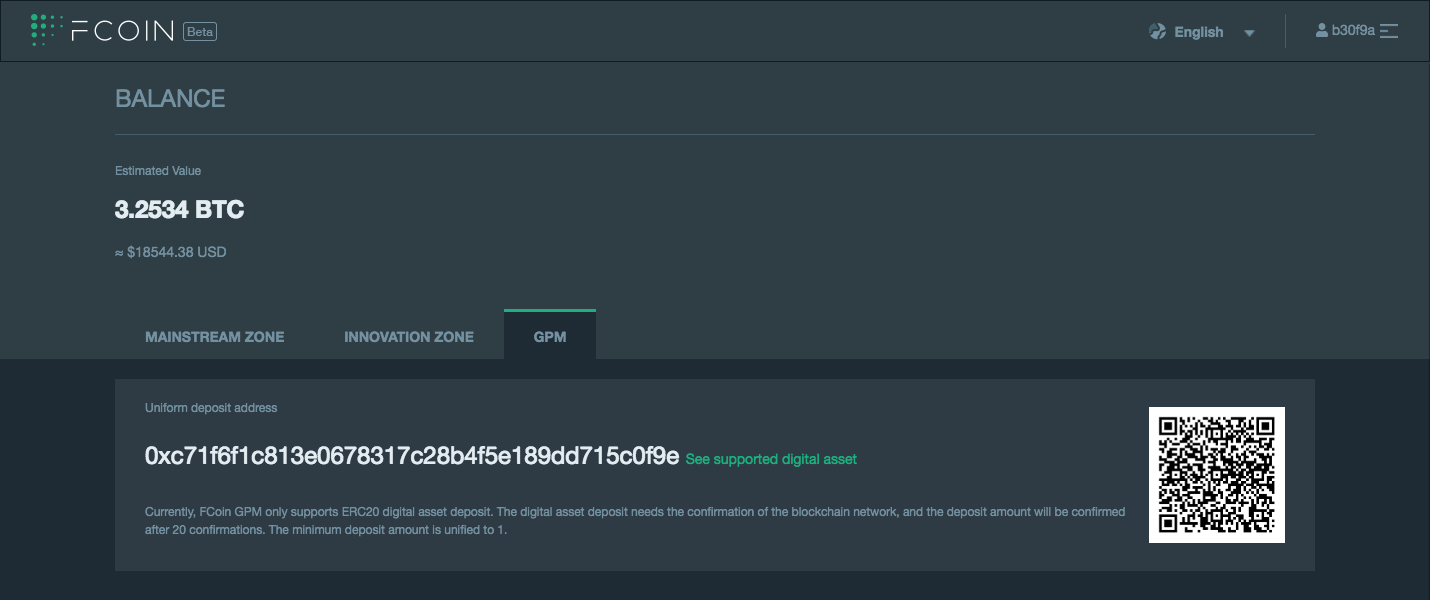 FCOIN Beta English b30f9a
BALANCE
Estimated Value
3.2534 BTC
≈ $18544.38 USD
MAINSTREAM ZONE INNOVATION ZONE GPM
Uniform deposit address
0xc71f6f1c813e0678317c28b4f5e189dd715c0f9e See supported digital asset
Currently, FCoin GPM only supports ERC20 digital asset deposit. The digital asset deposit needs the confirmation of the blockchain network, and the deposit amount will be confirmed
after 20 confirmations. The minimum deposit amount is unified to 1.